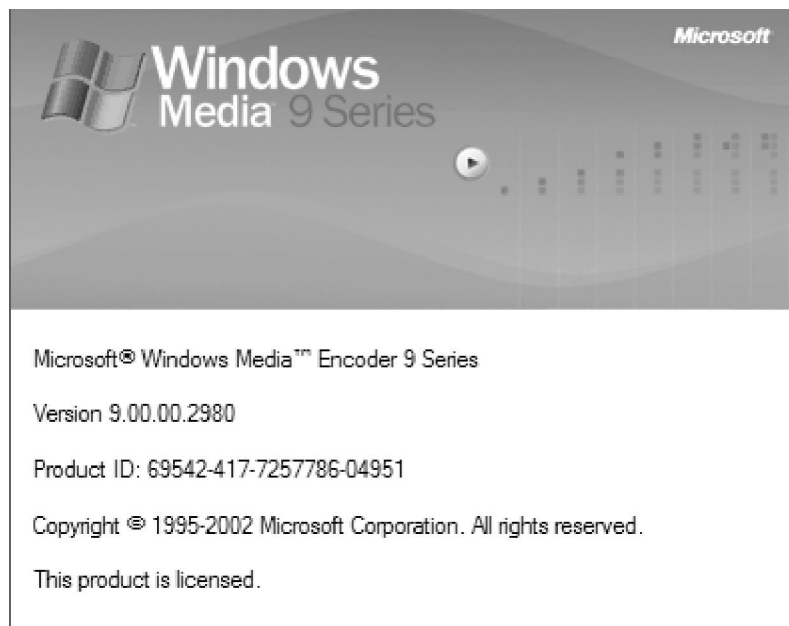 Microsoft
Windows
Media 9 Series
Microsoft® Windows Media™ Encoder 9 Series
Version 9.00.00.2980
Product ID: 69542-417-7257786-04951
Copyright © 1995-2002 Microsoft Corporation. All rights reserved.
This product is licensed.